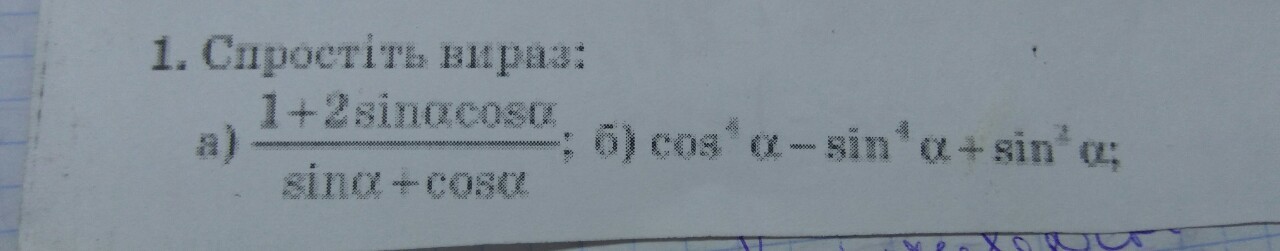 1. Спростіть вираз:
а) (1+2sinαcosα)/(sinα+cosα); б) cos⁴α−sin⁴α+sin²α;